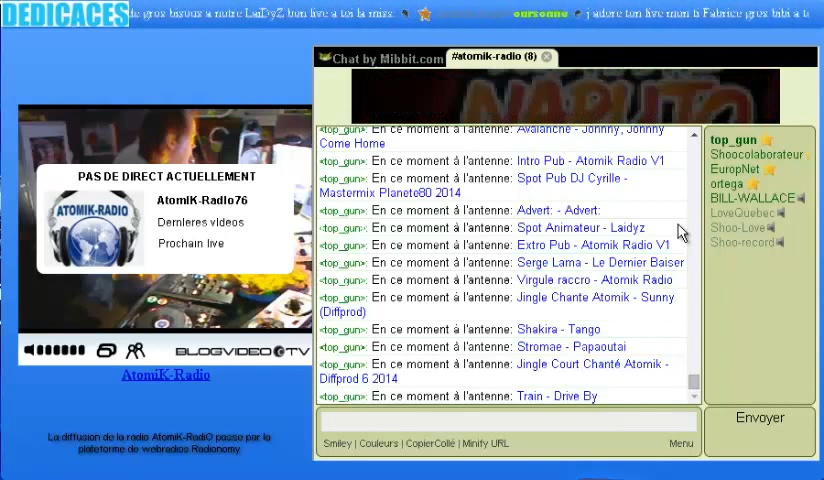 DEDICACES
de gros bisous a notre LaiDyZ bon live a toi la miss
oursonne
j adore ton live mon ti Fabrice gros bibi a t
Chat by Mibbit.com
#atomik-radio (8)
NARUTO
PAS DE DIRECT ACTUELLEMENT
ATOMIK-RADIO
AtomIK-RadIo76
Dernieres videos
Prochain live
BLOGVIDEO TV
AtomiK-Radio
La diffusion de la radio AtomiK-RadiO passe par la
plateforme de webradios Radionomy
<top_gun>: En ce moment à l'antenne: Avalanche - Johnny, Johnny
Come Home
<top_gun>: En ce moment à l'antenne: Intro Pub - Atomik Radio V1
<top_gun>: En ce moment à l'antenne: Spot Pub DJ Cyrille -
Mastermix Planete80 2014
<top_gun>: En ce moment à l'antenne: Advert: - Advert:
<top_gun>: En ce moment à l'antenne: Spot Animateur - Laidyz
<top_gun>: En ce moment à l'antenne: Extro Pub - Atomik Radio V1
<top_gun>: En ce moment à l'antenne: Serge Lama - Le Dernier Baiser
<top_gun>: En ce moment à l'antenne: Virgule raccro - Atomik Radio
<top_gun>: En ce moment à l'antenne: Jingle Chante Atomik - Sunny
(Diffprod)
<top_gun>: En ce moment à l'antenne: Shakira - Tango
<top_gun>: En ce moment à l'antenne: Stromae - Papaoutai
<top_gun>: En ce moment à l'antenne: Jingle Court Chanté Atomik -
Diffprod 6 2014
<top_gun>: En ce moment à l'antenne: Train - Drive By
top_gun
Shoocolaborateur
EuropNet
ortega
BILL-WALLACE
LoveQuebec
Shoo-Love
Shoo-record
Envoyer
Smiley | Couleurs | CopierCollé | Minify URL
Menu